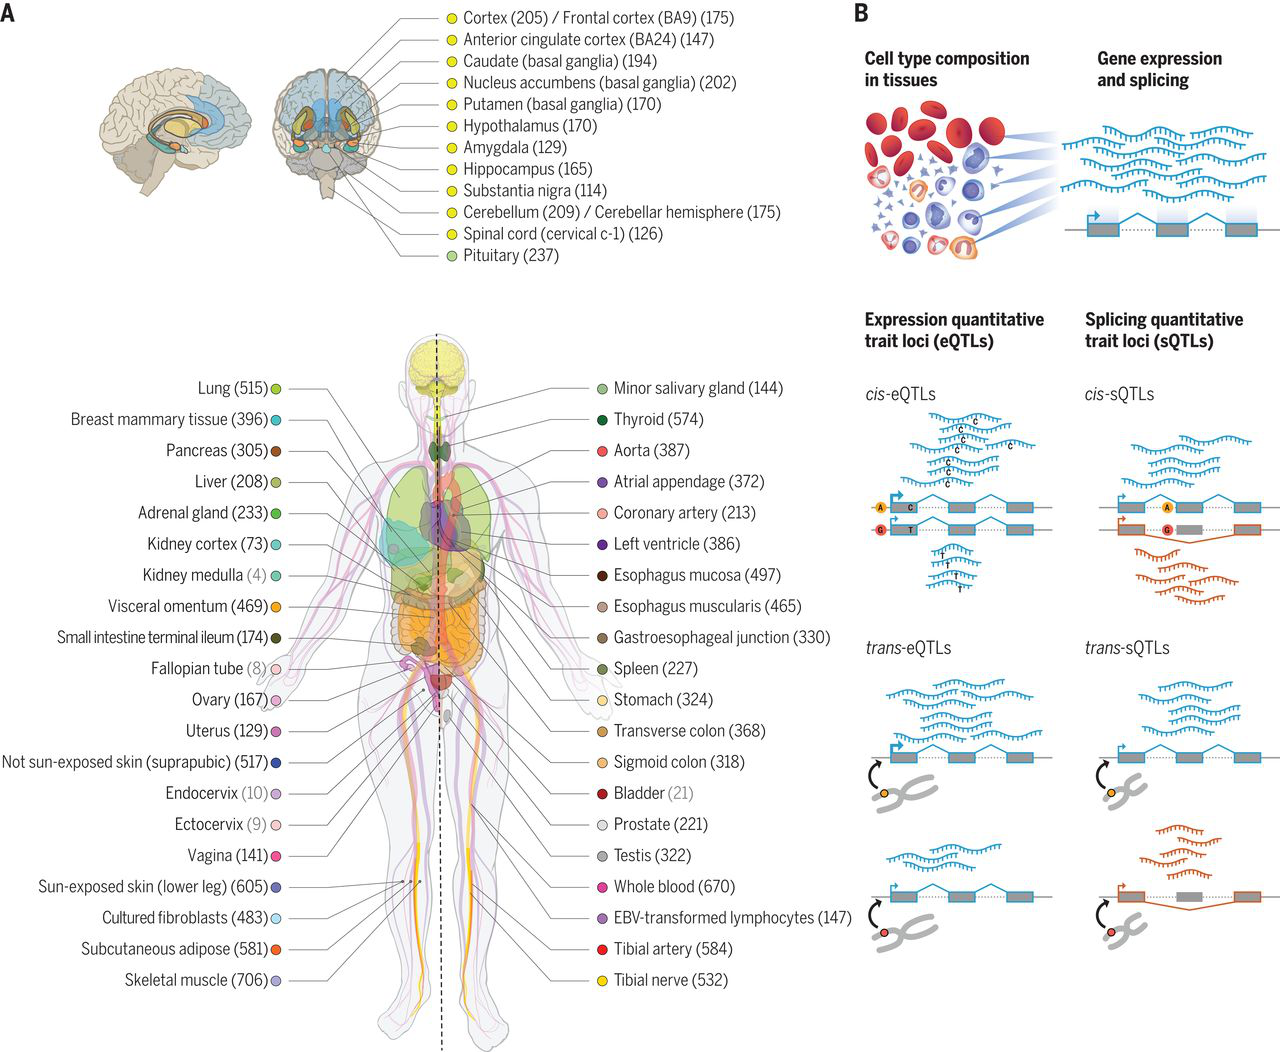 A
Cortex (205) / Frontal cortex (BA9) (175)
Anterior cingulate cortex (BA24) (147)
Caudate (basal ganglia) (194)
Nucleus accumbens (basal ganglia) (202)
Putamen (basal ganglia) (170)
Hypothalamus (170)
Amygdala (129)
Hippocampus (165)
Substantia nigra (114)
Cerebellum (209) / Cerebellar hemisphere (175)
Spinal cord (cervical c-1) (126)
Pituitary (237)
Lung (515)
Breast mammary tissue (396)
Pancreas (305)
Liver (208)
Adrenal gland (233)
Kidney cortex (73)
Kidney medulla (4)
Visceral omentum (469)
Small intestine terminal ileum (174)
Fallopian tube (8)
Ovary (167)
Uterus (129)
Not sun-exposed skin (suprapubic) (517)
Endocervix (10)
Ectocervix (9)
Vagina (141)
Sun-exposed skin (lower leg) (605)
Cultured fibroblasts (483)
Subcutaneous adipose (581)
Skeletal muscle (706)
Minor salivary gland (144)
Thyroid (574)
Aorta (387)
Atrial appendage (372)
Coronary artery (213)
Left ventricle (386)
Esophagus mucosa (497)
Esophagus muscularis (465)
Gastroesophageal junction (330)
Spleen (227)
Stomach (324)
Transverse colon (368)
Sigmoid colon (318)
Bladder (21)
Prostate (221)
Testis (322)
Whole blood (670)
EBV-transformed lymphocytes (147)
Tibial artery (584)
Tibial nerve (532)
B
Cell type composition
in tissues
Gene expression
and splicing
Expression quantitative
trait loci (eQTLs)
cis-eQTLs
C
C
C
C
C
C
C
C
A C
G T
T
T
T
T
trans-eQTLs
Splicing quantitative
trait loci (sQTLs)
cis-sQTLs
A
G
trans-sQTLs